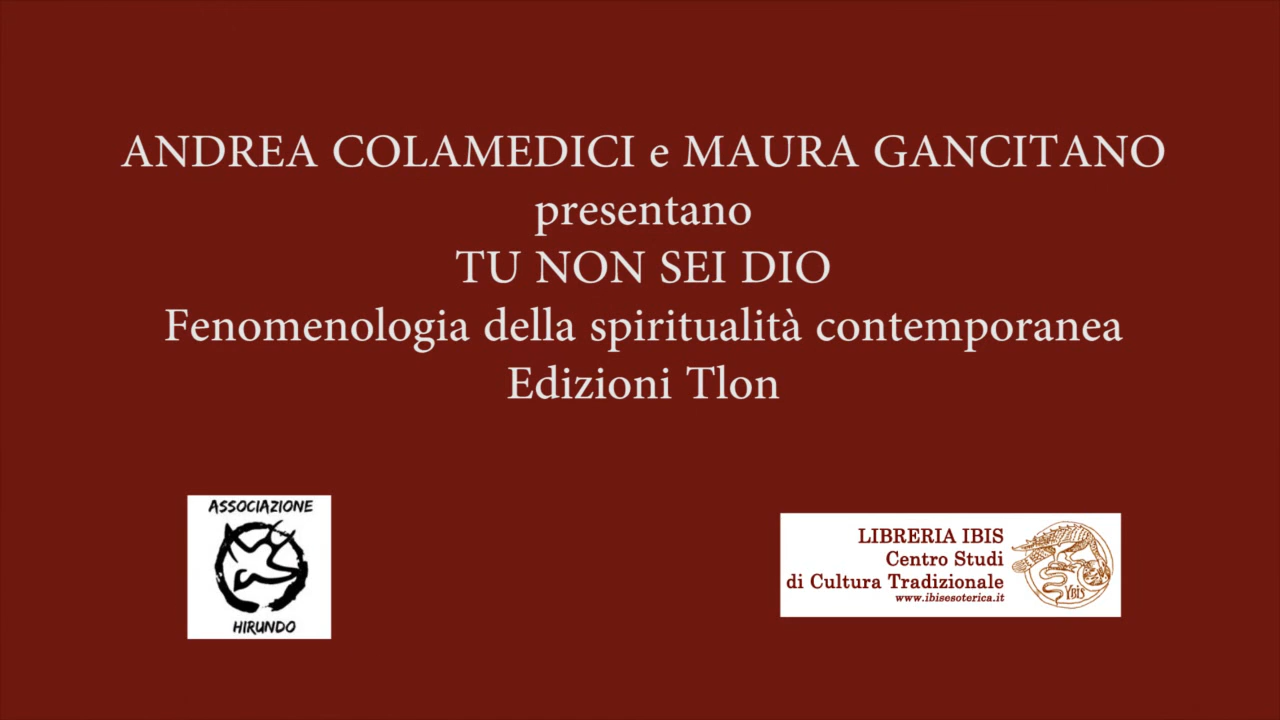 ANDREA COLAMEDICI e MAURA GANCITANO
presentano
TU NON SEI DIO
Fenomenologia della spiritualità contemporanea
Edizioni Tlon
ASSOCIAZIONE
HIRUNDO
LIBRERIA IBIS
Centro Studi
di Cultura Tradizionale
www.ibisesoterica.it
YBIS